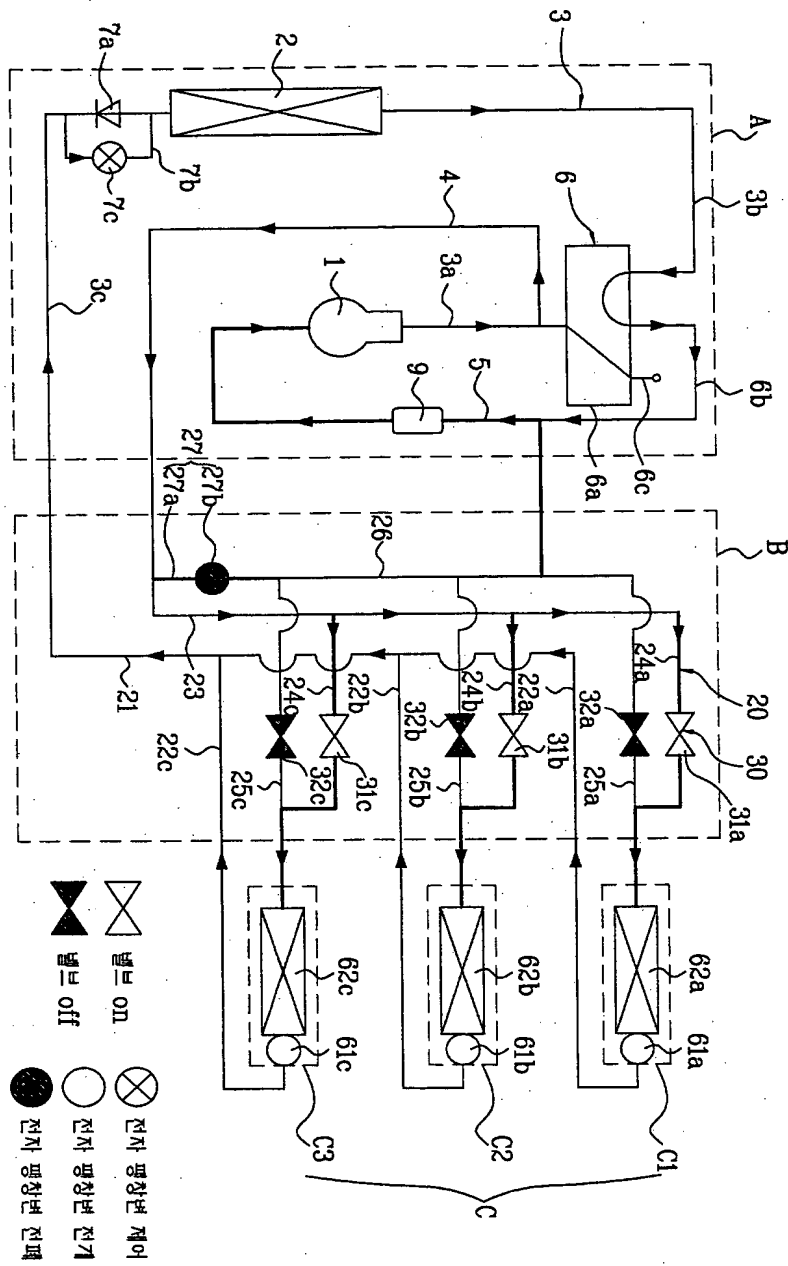 B
A
3b
6b
20
30
31a
C1
3
6
6c
6a
24a
62a
61a
32a
25a
22a
31b
C2
C
2
4
3a
5
24b
62b
61b
9
32b
25b
1
26
22b
31c
C3
24c
62c
61c
32c
25c
7a
7b
7c
3c
27
27b
27a
23
22c
21
밸브 on
밸브 off
전자 팽창변 제어
전자 팽창변 전개
전자 팽창변 전폐